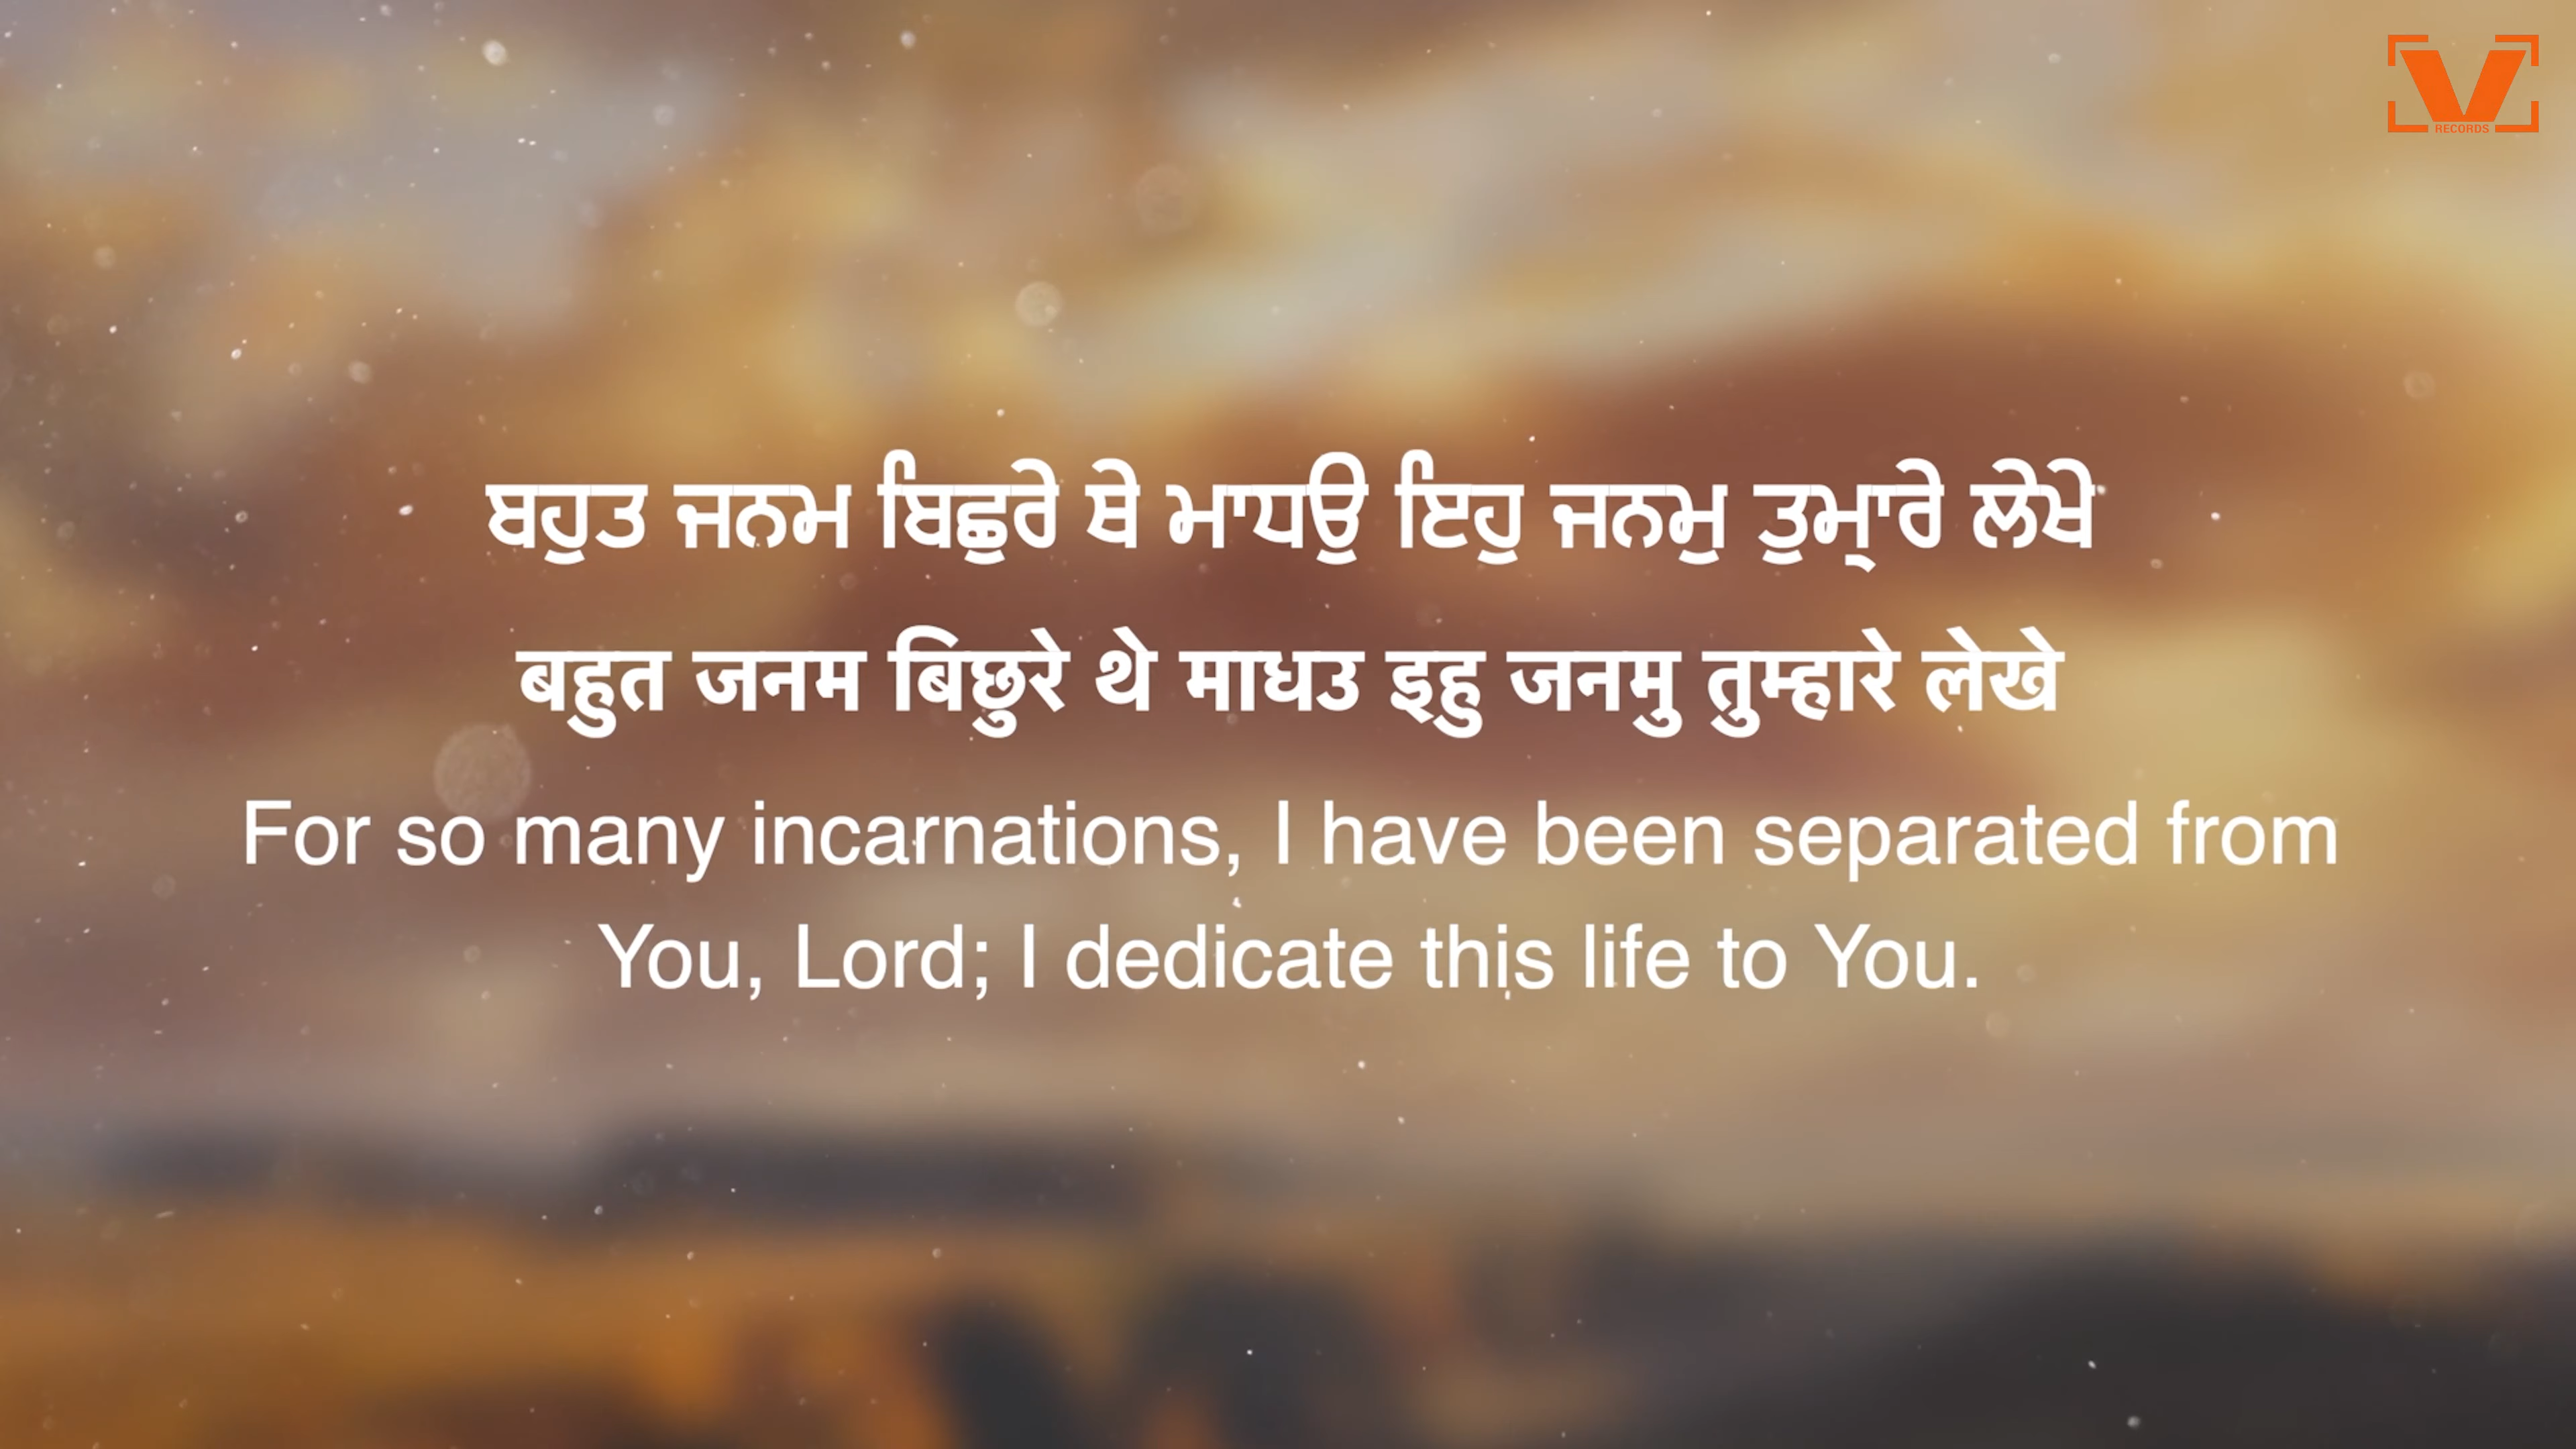 V
RECORDS
ਬਹੁਤ ਜਨਮ ਬਿਛੁਰੇ ਥੇ ਮਾਧਉ ਇਹੁ ਜਨਮੁ ਤੁਮ੍ਹਾਰੇ ਲੇਖੇ
बहुत जनम बिछुरे थे माधउ इहु जनमु तुम्हारे लेखे
For so many incarnations, I have been separated from
You, Lord; I dedicate this life to You.